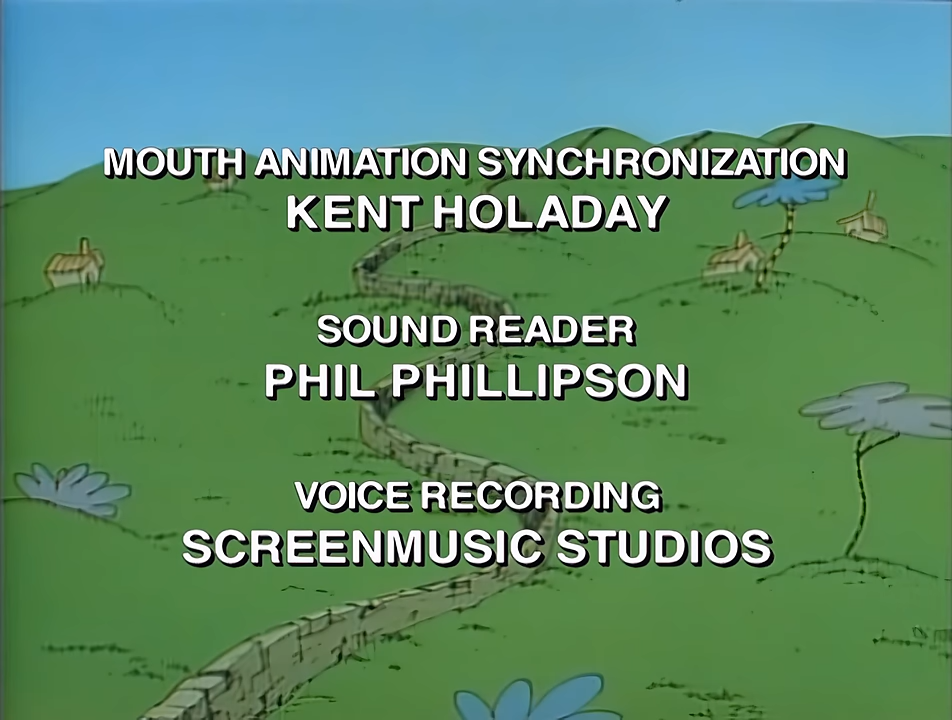 MOUTH ANIMATION SYNCHRONIZATION
KENT HOLADAY
SOUND READER
PHIL PHILLIPSON
VOICE RECORDING
SCREENMUSIC STUDIOS